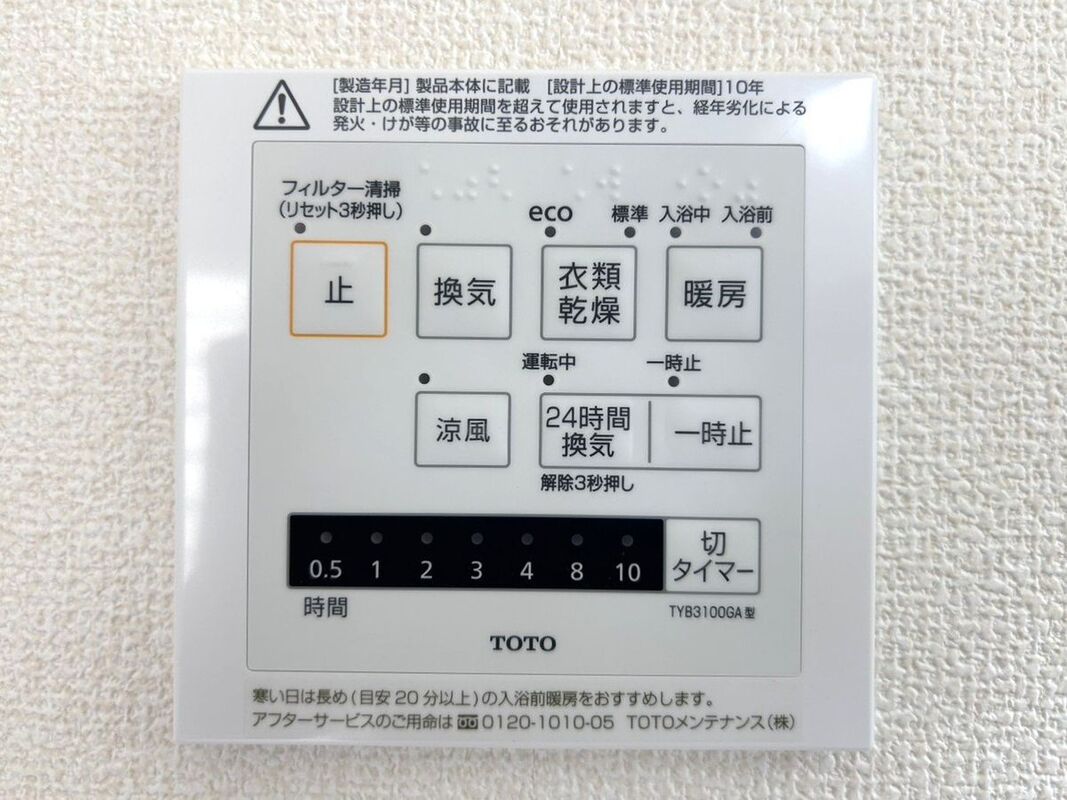 [製造年月] 製品本体に記載 [設計上の標準使用期間]10年
設計上の標準使用期間を超えて使用されますと、経年劣化による
発火・けが等の事故に至るおそれがあります。
フィルター清掃
(リセット3秒押し)
eco 標準 入浴中 入浴前
止 換気 衣類乾燥 暖房
運転中 一時止
涼風 24時間換気 一時止
解除3秒押し
0.5 1 2 3 4 8 10 切タイマー
時間
TYB3100GA型
TOTO
寒い日は長め(目安20分以上)の入浴前暖房をおすすめします。
アフターサービスのご用命は 0120-1010-05 TOTOメンテナンス(株)